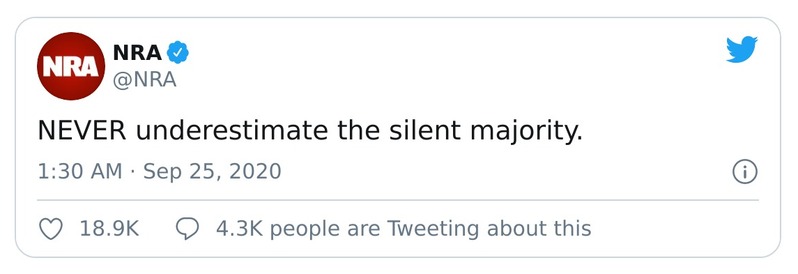 NRA
NRA
@NRA
NEVER underestimate the silent majority.
1:30 AM · Sep 25, 2020
18.9K
4.3K people are Tweeting about this